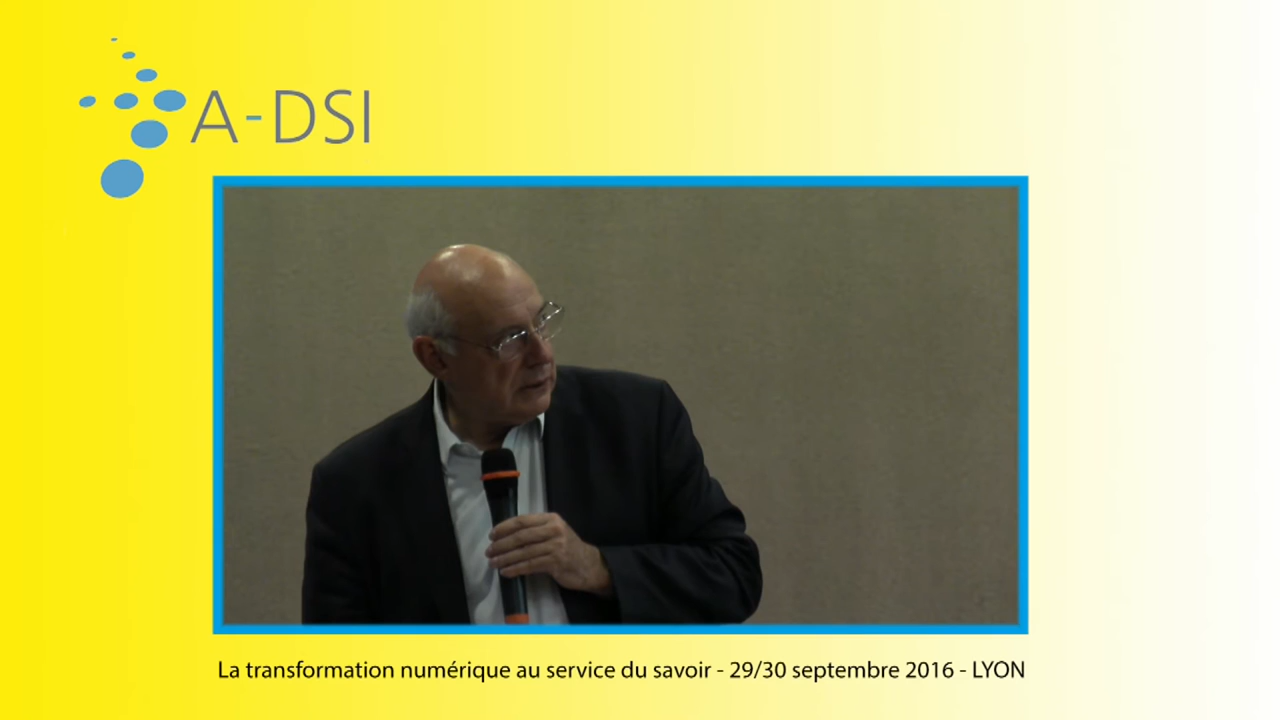 A-DSI
La transformation numérique au service du savoir - 29/30 septembre 2016 - LYON